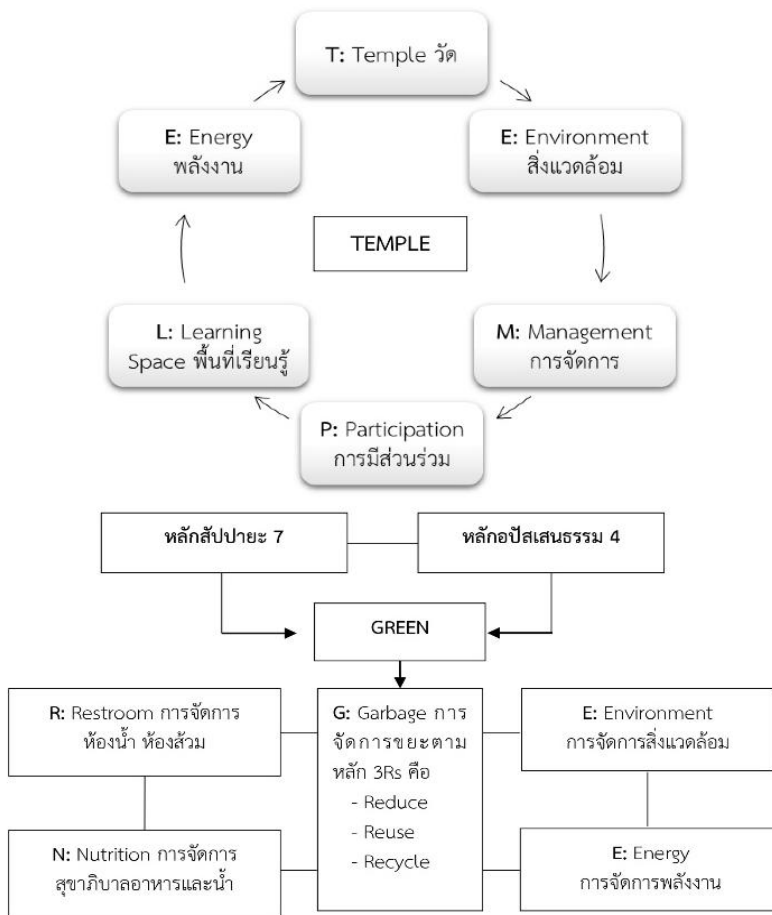 T: Temple วัด
E: Energy
พลังงาน
E: Environment
สิ่งแวดล้อม
TEMPLE
L: Learning
Space พื้นที่เรียนรู้
M: Management
การจัดการ
P: Participation
การมีส่วนร่วม
หลักสัปปายะ 7
หลักอปัสเสนธรรม 4
GREEN
R: Restroom การจัดการ
ห้องน้ำ ห้องส้วม
G: Garbage การ
จัดการขยะตาม
หลัก 3Rs คือ
- Reduce
- Reuse
- Recycle
E: Environment
การจัดการสิ่งแวดล้อม
N: Nutrition การจัดการ
สุขาภิบาลอาหารและน้ำ
E: Energy
การจัดการพลังงาน